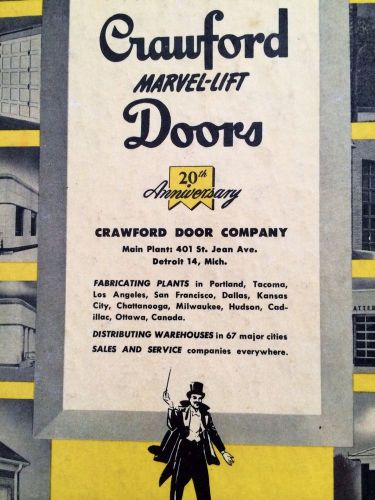 Crawford
MARVEL-LIFT
Doors
20th
Anniversary
CRAWFORD DOOR COMPANY
Main Plant: 401 St. Jean Ave.
Detroit 14, Mich.
FABRICATING PLANTS in Portland, Tacoma,
Los Angeles, San Francisco, Dallas, Kansas
City, Chattanooga, Milwaukee, Hudson, Cad-
illac, Ottawa, Canada.
DISTRIBUTING WAREHOUSES in 67 major cities
SALES AND SERVICE companies everywhere.